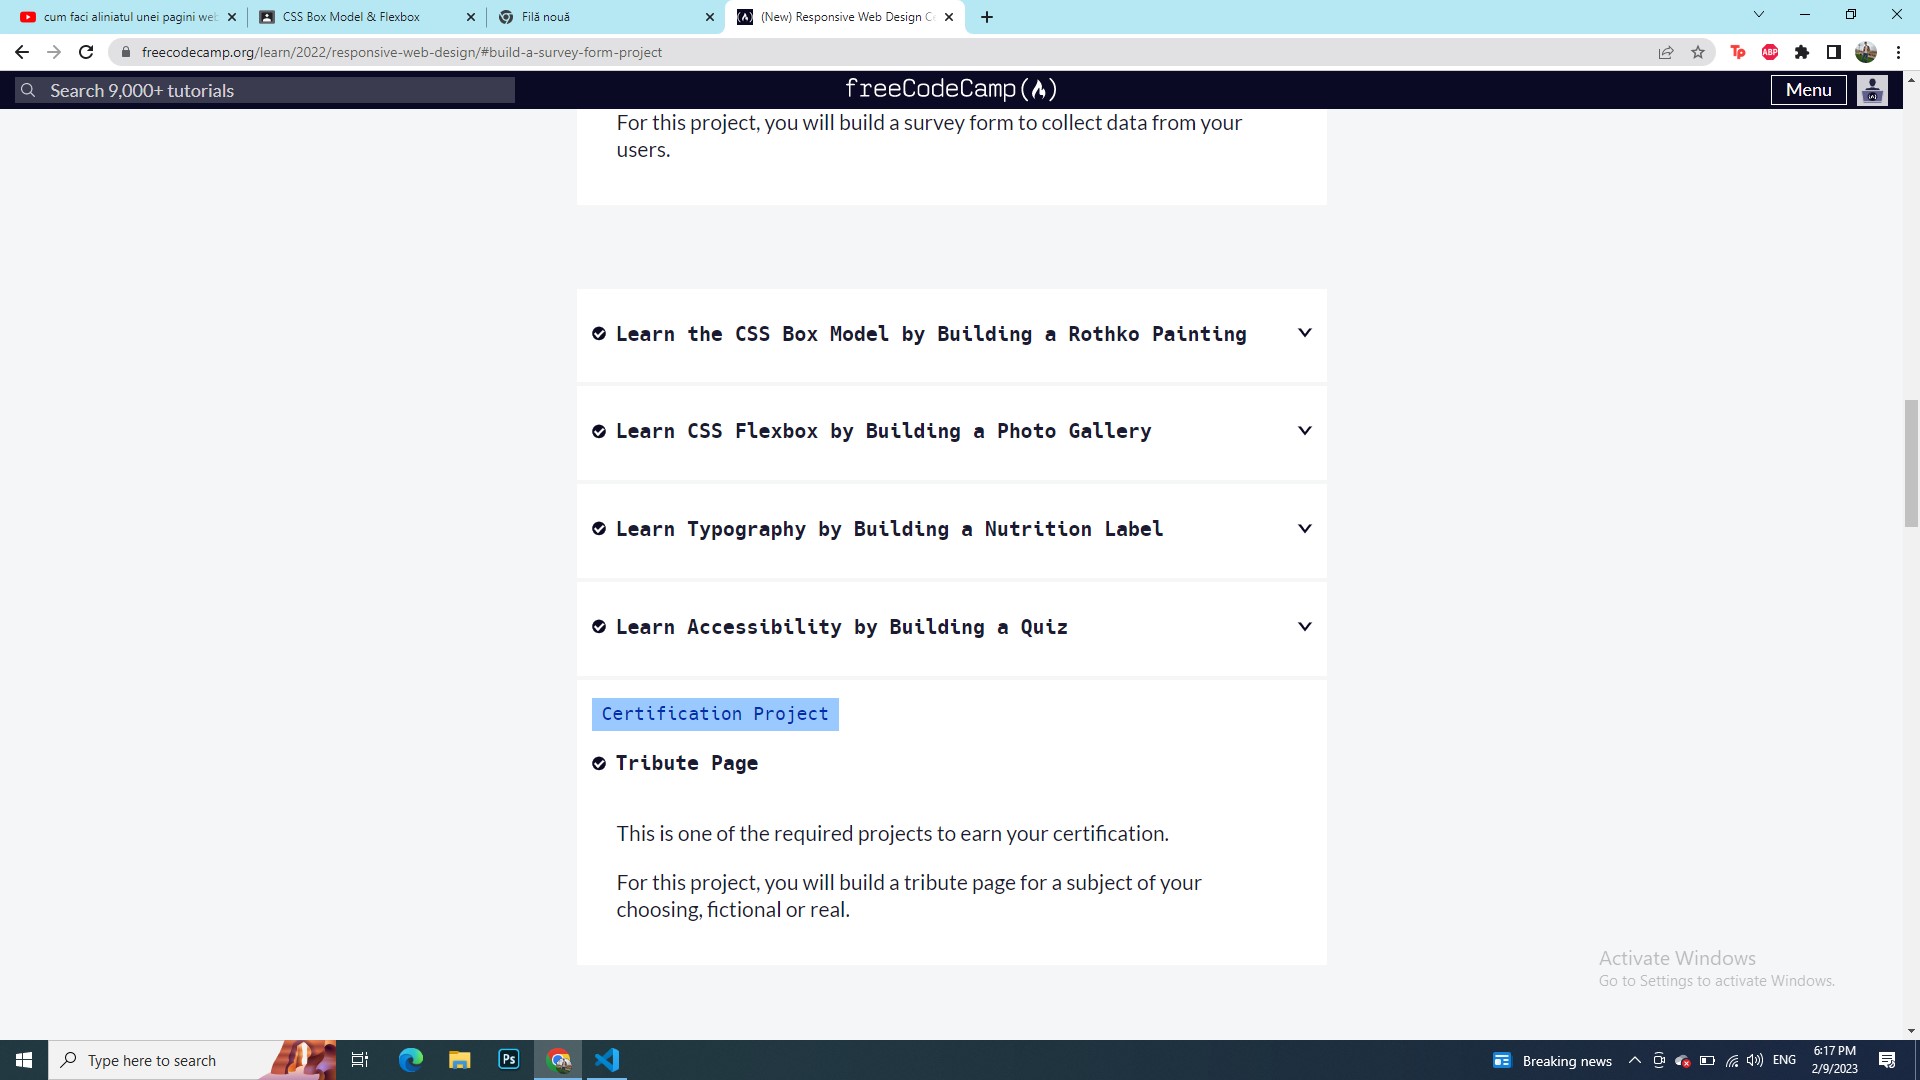 cum faci aliniatul unei pagini web
CSS Box Model & Flexbox
Filă nouă
(New) Responsive Web Design Ce
freecodecamp.org/learn/2022/responsive-web-design/#build-a-survey-form-project
Tp
ABP
Search 9,000+ tutorials
freeCodeCamp
Menu
For this project, you will build a survey form to collect data from your
users.
Learn the CSS Box Model by Building a Rothko Painting
Learn CSS Flexbox by Building a Photo Gallery
Learn Typography by Building a Nutrition Label
Learn Accessibility by Building a Quiz
Certification Project
Tribute Page
This is one of the required projects to earn your certification.
For this project, you will build a tribute page for a subject of your
choosing, fictional or real.
Activate Windows
Go to Settings to activate Windows.
Type here to search
Ps
Breaking news
ENG
6:17 PM
2/9/2023